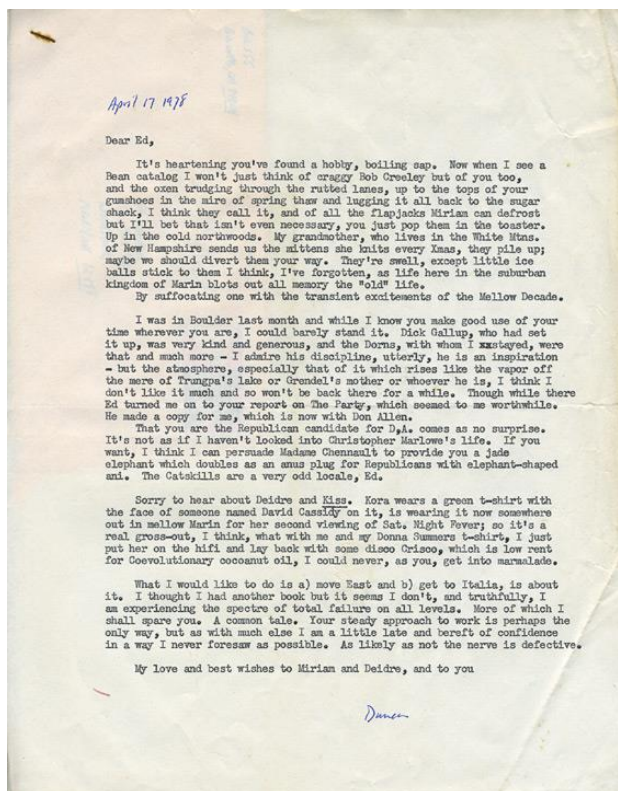 April 17 1978
Dear Ed,
It's heartening you've found a hobby, boiling sap. Now when I see a
Bean catalog I won't just think of craggy Bob Creeley but of you too,
and the oxen trudging through the rutted lanes, up to the tops of your
gumshoes in the mire of spring thaw and lugging it all back to the sugar
shack, I think they call it, and of all the flapjacks Miriam can defrost
but I'll bet that isn't even necessary, you just pop them in the toaster.
Up in the cold northwoods. My grandmother, who lives in the White Mtns.
of New Hampshire sends us the mittens she knits every Xmas, they pile up;
maybe we should divert them your way. They're swell, except little ice
balls stick to them I think, I've forgotten, as life here in the suburban
kingdom of Marin blots out all memory the "old" life.
By suffocating one with the transient excitements of the Mellow Decade.
I was in Boulder last month and while I know you make good use of your
time wherever you are, I could barely stand it. Dick Gallup, who had set
it up, was very kind and generous, and the Dorns, with whom I xxstayed, were
that and much more - I admire his discipline, utterly, he is an inspiration
- but the atmosphere, especially that of it which rises like the vapor off
the mere of Trungpa's lake or Grendel's mother or whoever he is, I think I
don't like it much and so won't be back there for a while. Though while there
Ed turned me on to your report on The Party, which seemed to me worthwhile.
He made a copy for me, which is now with Don Allen.
That you are the Republican candidate for D.A. comes as no surprise.
It's not as if I haven't looked into Christopher Marlowe's life. If you
want, I think I can persuade Madame Chennault to provide you a jade
elephant which doubles as an anus plug for Republicans with elephant-shaped
ani. The Catskills are a very odd locale, Ed.
Sorry to hear about Deidre and Kiss. Kora wears a green t-shirt with
the face of someone named David Cassidy on it, is wearing it now somewhere
out in mellow Marin for her second viewing of Sat. Night Fever; so it's a
real gross-out, I think, what with me and my Donna Summers t-shirt, I just
put her on the hifi and lay back with some disco Crisco, which is low rent
for Coevolutionary cocoanut oil, I could never, as you, get into marmalade.
What I would like to do is a) move East and b) get to Italia, is about
it. I thought I had another book but it seems I don't, and truthfully, I
am experiencing the spectre of total failure on all levels. More of which I
shall spare you. A common tale. Your steady approach to work is perhaps the
only way, but as with much else I am a little late and bereft of confidence
in a way I never foresaw as possible. As likely as not the nerve is defective.
My love and best wishes to Miriam and Deidre, and to you
Duncan